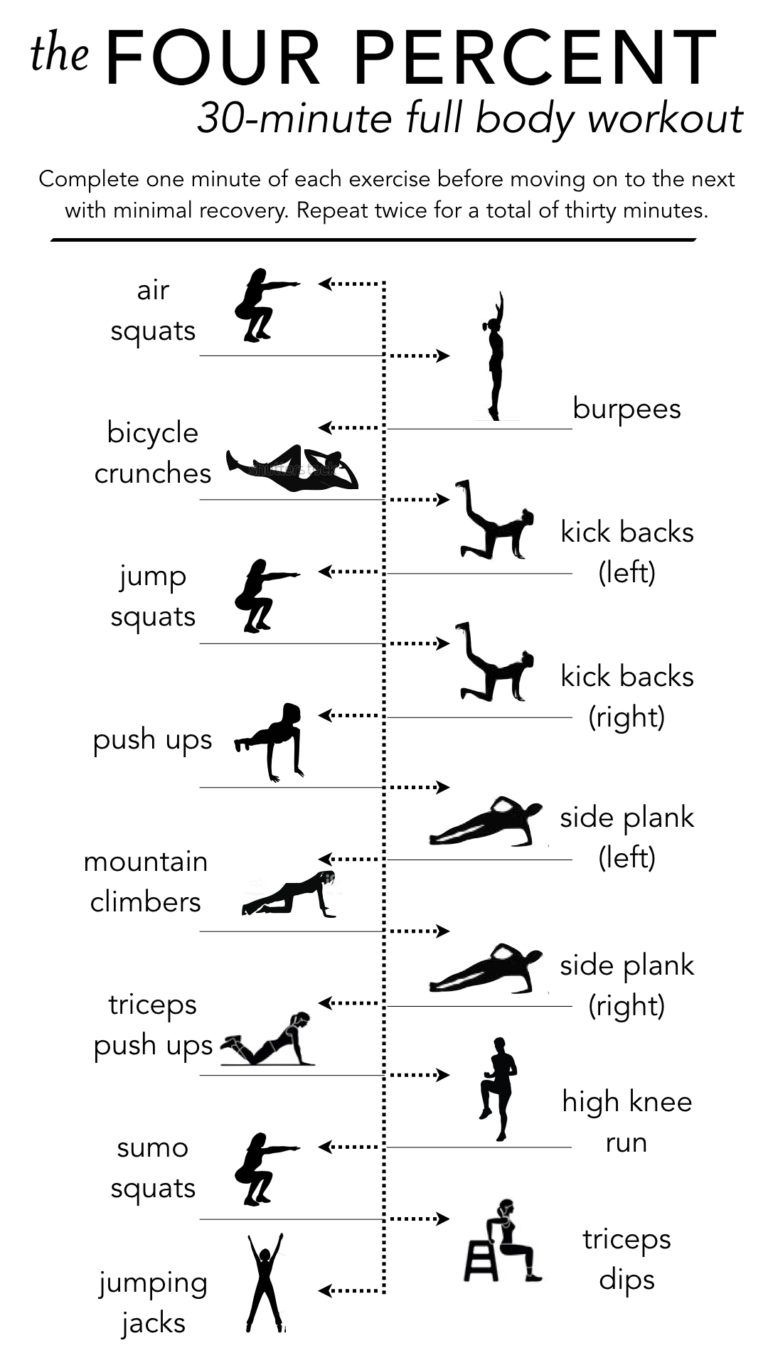 the FOUR PERCENT
30-minute full body workout
Complete one minute of each exercise before moving on to the next
with minimal recovery. Repeat twice for a total of thirty minutes.
air
squats
burpees
bicycle
crunches
kick backs
(left)
jump
squats
kick backs
(right)
push ups
side plank
(left)
mountain
climbers
side plank
(right)
triceps
push ups
high knee
run
sumo
squats
triceps
dips
jumping
jacks